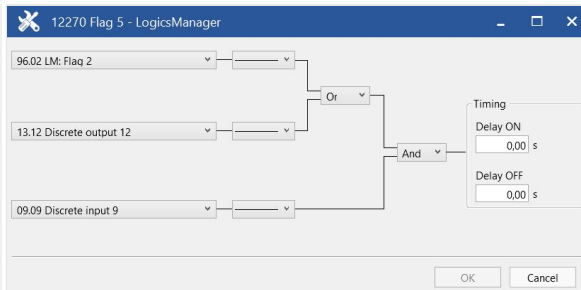 12270 Flag 5 - LogicsManager
96.02 LM: Flag 2
Or
Timing
Delay ON
13.12 Discrete output 12
0,00 s
And
Delay OFF
0,00 s
09.09 Discrete input 9
OK Cancel